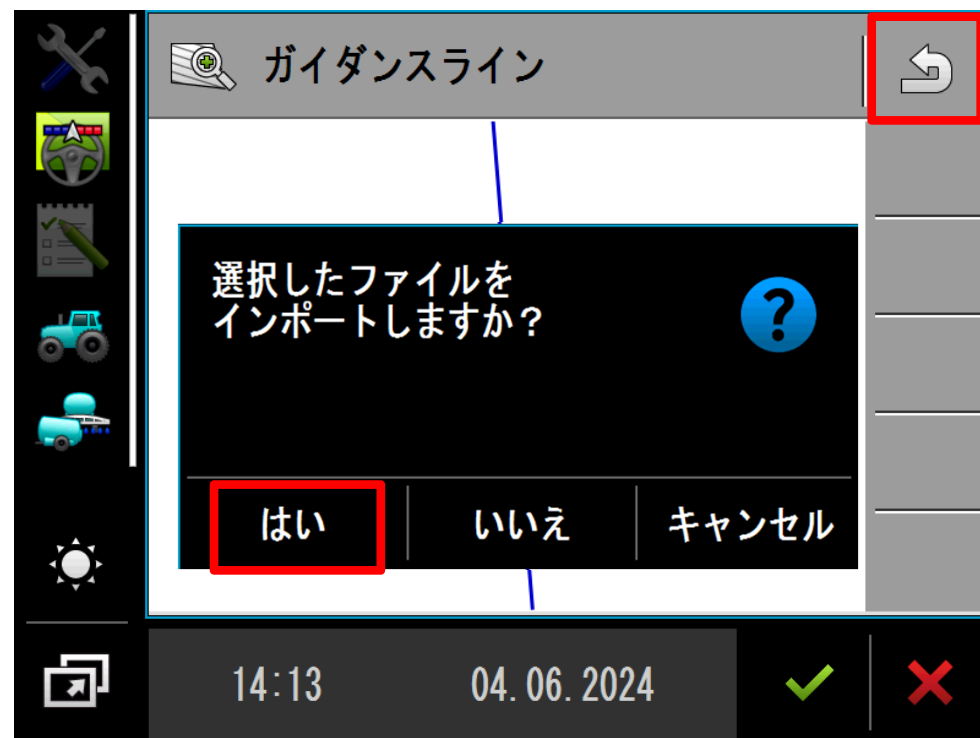 ガイダンスライン
選択したファイルを
インポートしますか？
はい
いいえ
キャンセル
14:13
04.06.2024